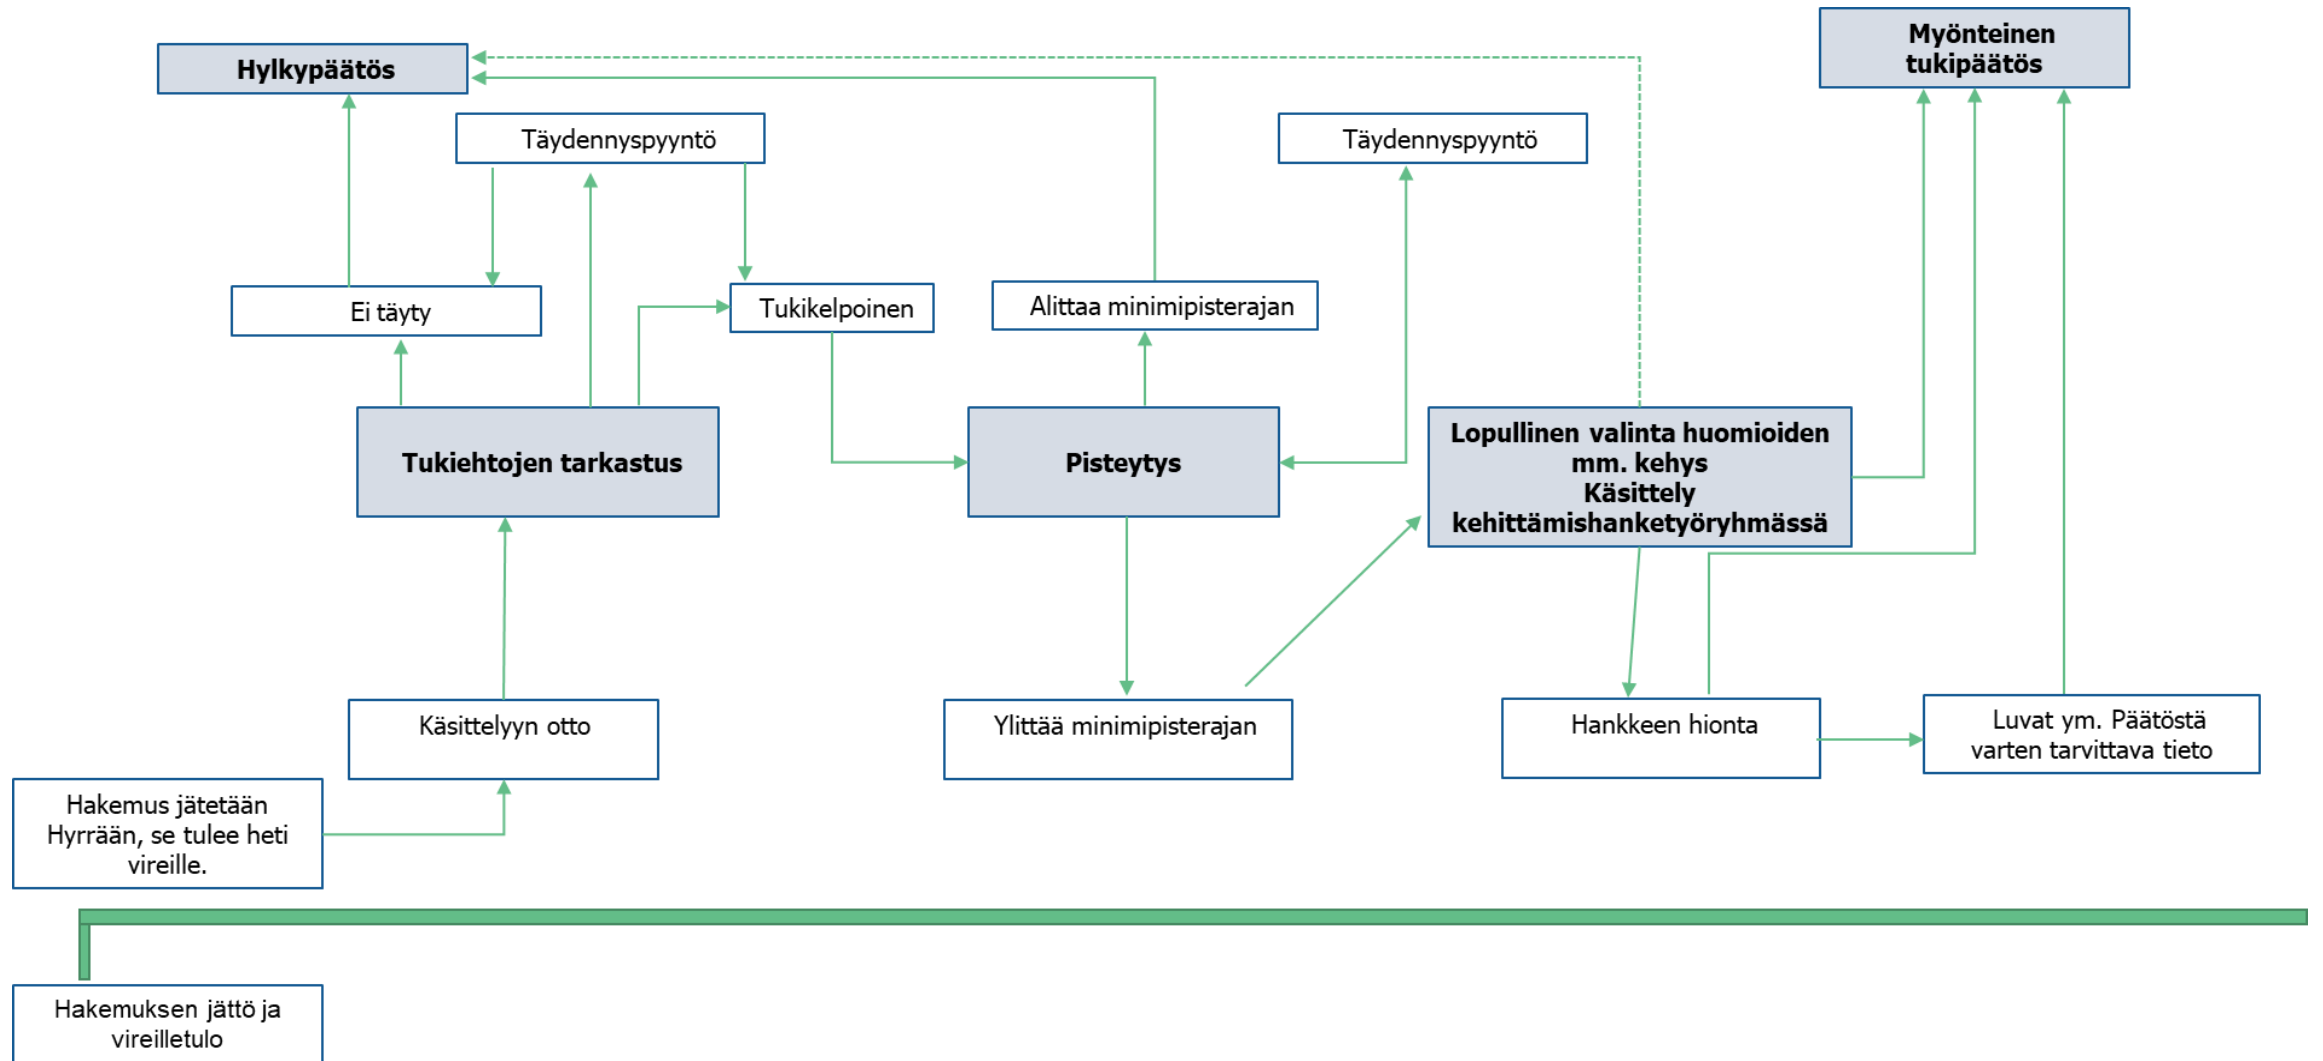 Myönteinen
tukipäätös
Hylkypäätös
Täydennyspyyntö
Täydennyspyyntö
Ei täyty
Tukikelpoinen
Alittaa minimipisterajan
Tukiehtojen tarkastus
Pisteytys
Lopullinen valinta huomioiden
mm. kehys
Käsittely
kehittämishanketyöryhmässä
Käsittelyyn otto
Ylittää minimipisterajan
Hankkeen hionta
Luvat ym. Päätöstä
varten tarvittava tieto
Hakemus jätetään
Hyrrään, se tulee heti
vireille.
Hakemuksen jättö ja
vireilletulo